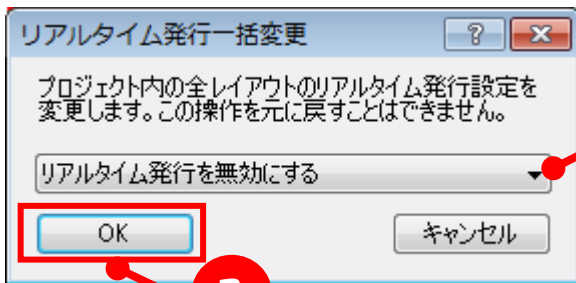 リアルタイム発行一括変更
プロジェクト内の全レイアウトのリアルタイム発行設定を
変更します。この操作を元に戻すことはできません。
リアルタイム発行を無効にする
OK
キャンセル